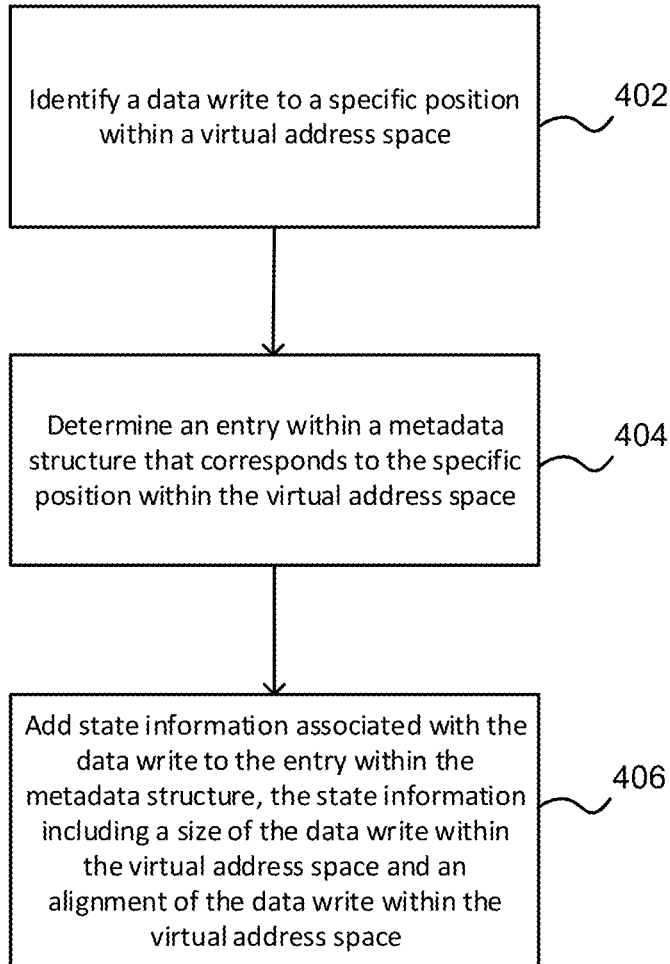 Identify a data write to a specific position
within a virtual address space
402
Determine an entry within a metadata
structure that corresponds to the specific
position within the virtual address space
404
Add state information associated with the
data write to the entry within the
metadata structure, the state information
including a size of the data write within
the virtual address space and an
alignment of the data write within the
virtual address space
406